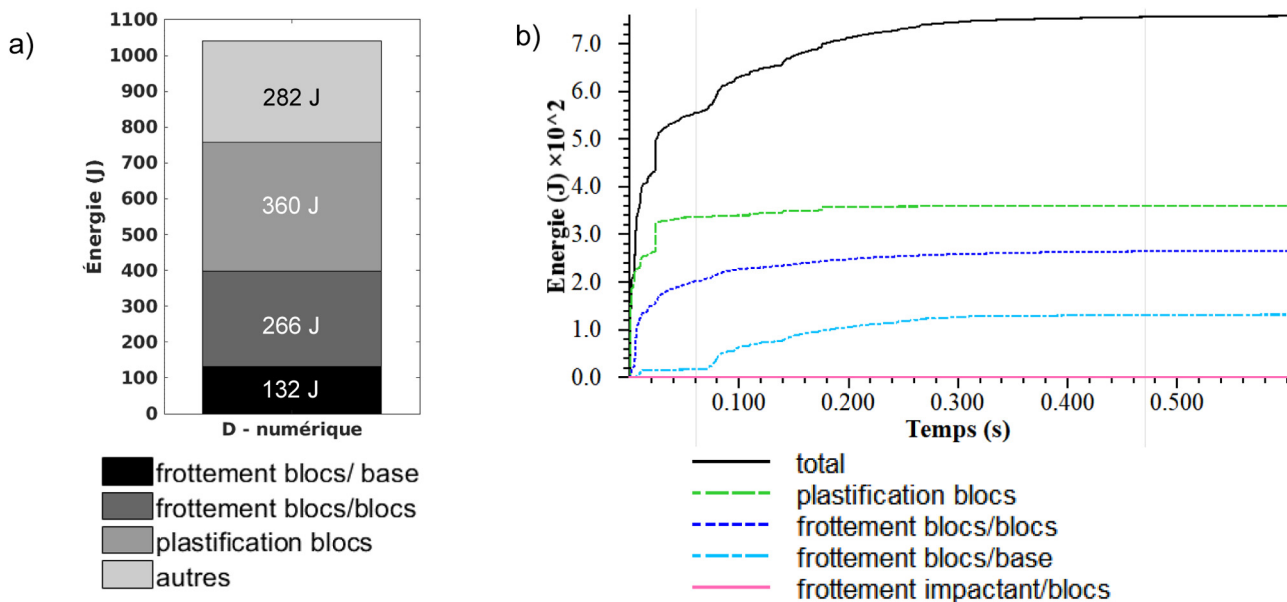 a)
Énergie (J)
1100
1000
900
800
700
600
500
400
300
200
100
0
282 J
360 J
266 J
132 J
D - numérique
frottement blocs/ base
frottement blocs/blocs
plastification blocs
autres
b)
Energie (J) ×10^2
7.0
6.0
5.0
4.0
3.0
2.0
1.0
0.0
0.100 0.200 0.300 0.400 0.500
Temps (s)
total
plastification blocs
frottement blocs/blocs
frottement blocs/base
frottement impactant/blocs